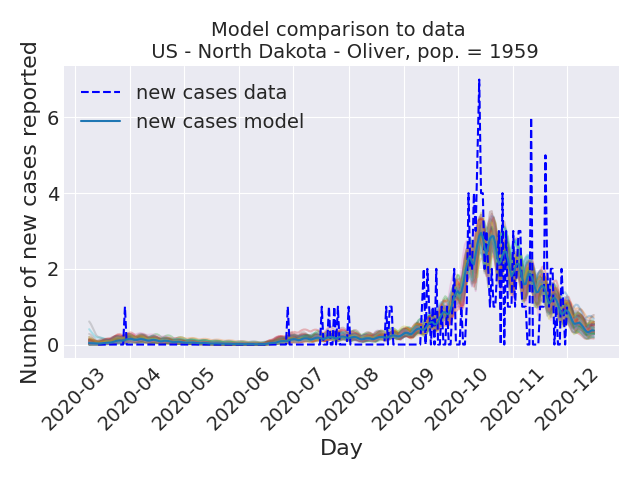 Model comparison to data
US - North Dakota - Oliver, pop. = 1959
Number of new cases reported
6
4
2
0
new cases data
new cases model
2020-03
2020-04
2020-05
2020-06
2020-07
2020-08
2020-09
2020-10
2020-11
2020-12
Day